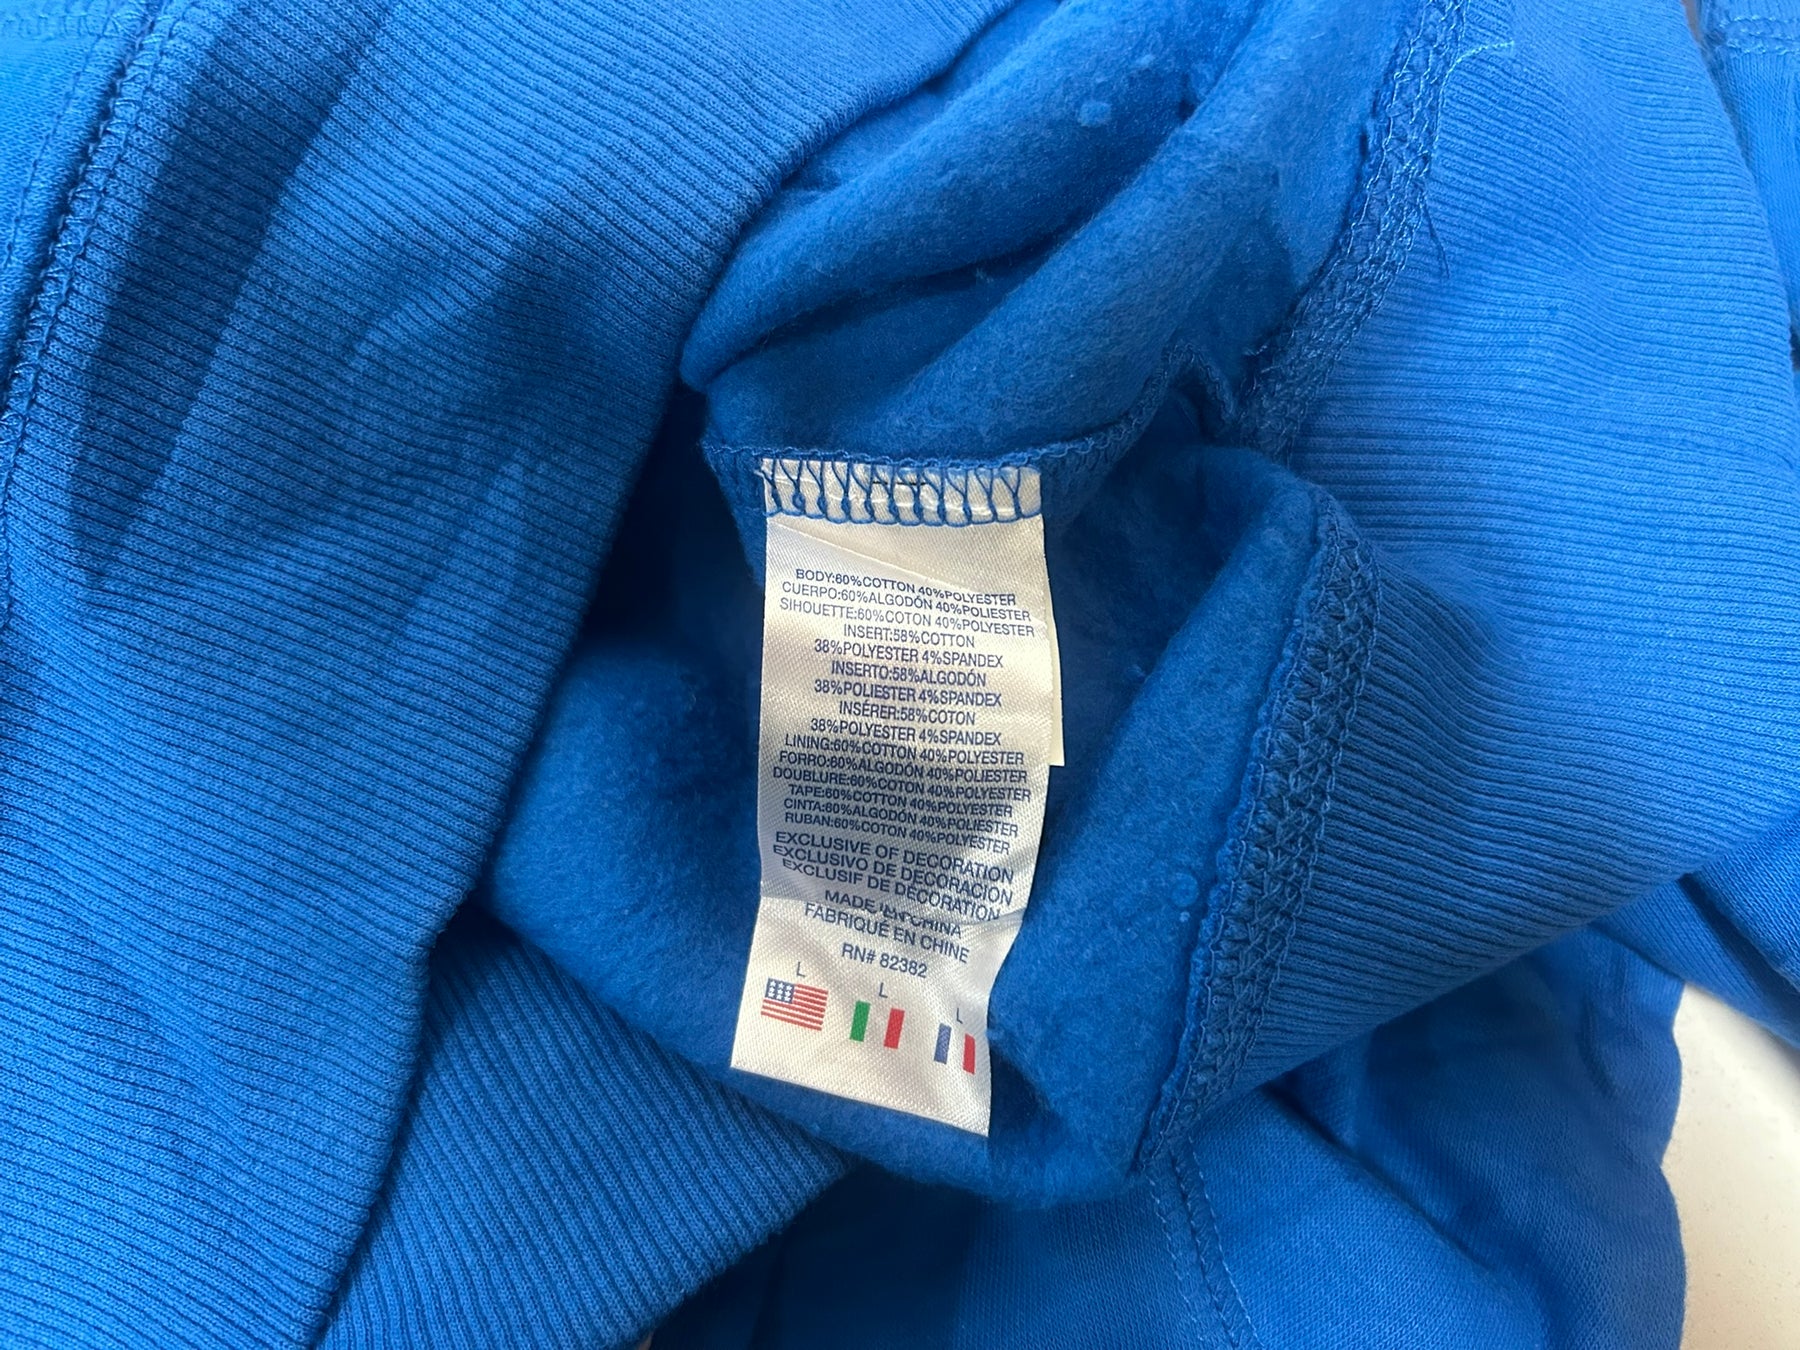 BODY:60%COTTON 40%POLYESTER
CUERPO:60%ALGODÓN 40%POLIESTER
SIHOUETTE:60%COTON 40%POLYESTER
INSERT:58%COTTON
38%POLYESTER 4%SPANDEX
INSERTO:58%ALGODÓN
38%POLIESTER 4%SPANDEX
INSÉRER:58%COTON
38%POLYESTER 4%SPANDEX
LINING:60%COTTON 40%POLYESTER
FORRO:60%ALGODÓN 40%POLIESTER
DOUBLURE:60%COTON 40%POLYESTER
TAPE:60%COTTON 40%POLYESTER
CINTA:60%ALGODÓN 40%POLIESTER
RUBAN:60%COTON 40%POLYESTER
EXCLUSIVE OF DECORATION
EXCLUSIVO DE DECORACION
EXCLUSIF DE DÉCORATION
MADE IN CHINA
FABRIQUÉ EN CHINE
RN# 82382
L L L